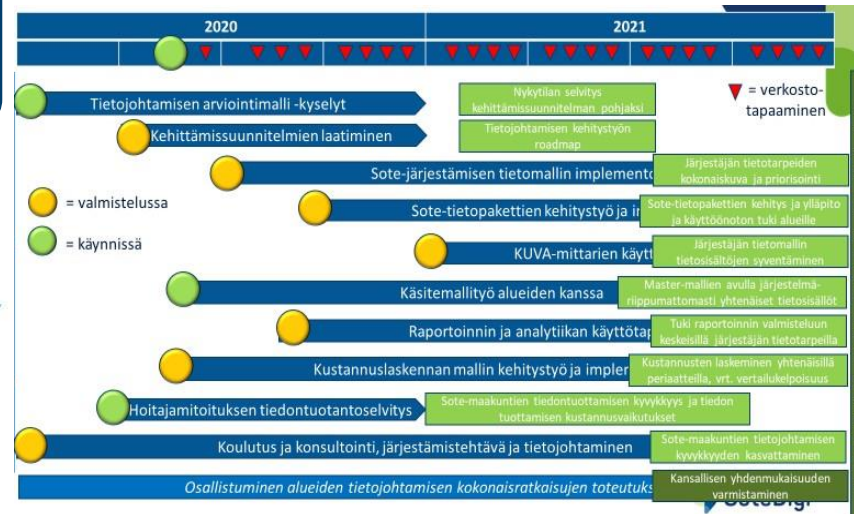 2020
2021
▼ = verkosto-
tapaaminen
Tietojohtamisen arviointimalli -kyselyt
Nykytilan selvitys
kehittämissuunnitelman pohjaksi
Kehittämissuunnitelmien laatiminen
Tietojohtamisen kehitystyön
roadmap
Sote-järjestämisen tietomallin implemento
Järjestäjän tietotarpeiden
kokonaiskuva ja priorisointi
= valmistelussa
Sote-tietopakettien kehitystyö ja i
Sote-tietopakettien kehitys ja ylläpito
ja käyttöönoton tuki alueille
= käynnissä
KUVA-mittarien käytt
Järjestäjän tietomallin
tietosisältöjen syventäminen
Käsitemallityö alueiden kanssa
Master-mallien avulla järjestelmä-
riippumattomasti yhtenäiset tietosisällöt
Raportoinnin ja analytiikan käyttöta
Tuki raportoinnin valmisteluun
keskeisillä järjestäjän tietotarpeilla
Kustannuslaskennan mallin kehitystyö ja impler
Kustannusten laskeminen yhtenäisillä
periaatteilla, vrt. vertailukelpoisuus
Hoitajamitoituksen tiedontuotantoselvitys
Sote-maakuntien tiedontuottamisen kyvykkyys ja tiedon
tuottamisen kustannusvaikutukset
Koulutus ja konsultointi, järjestämistehtävä ja tietojohtaminen
Sote-maakuntien tietojohtamisen
kyvykkyyden kasvattaminen
Osallistuminen alueiden tietojohtamisen kokonaisratkaisujen toteutuks
Kansallisen yhdenmukaisuuden
varmistaminen